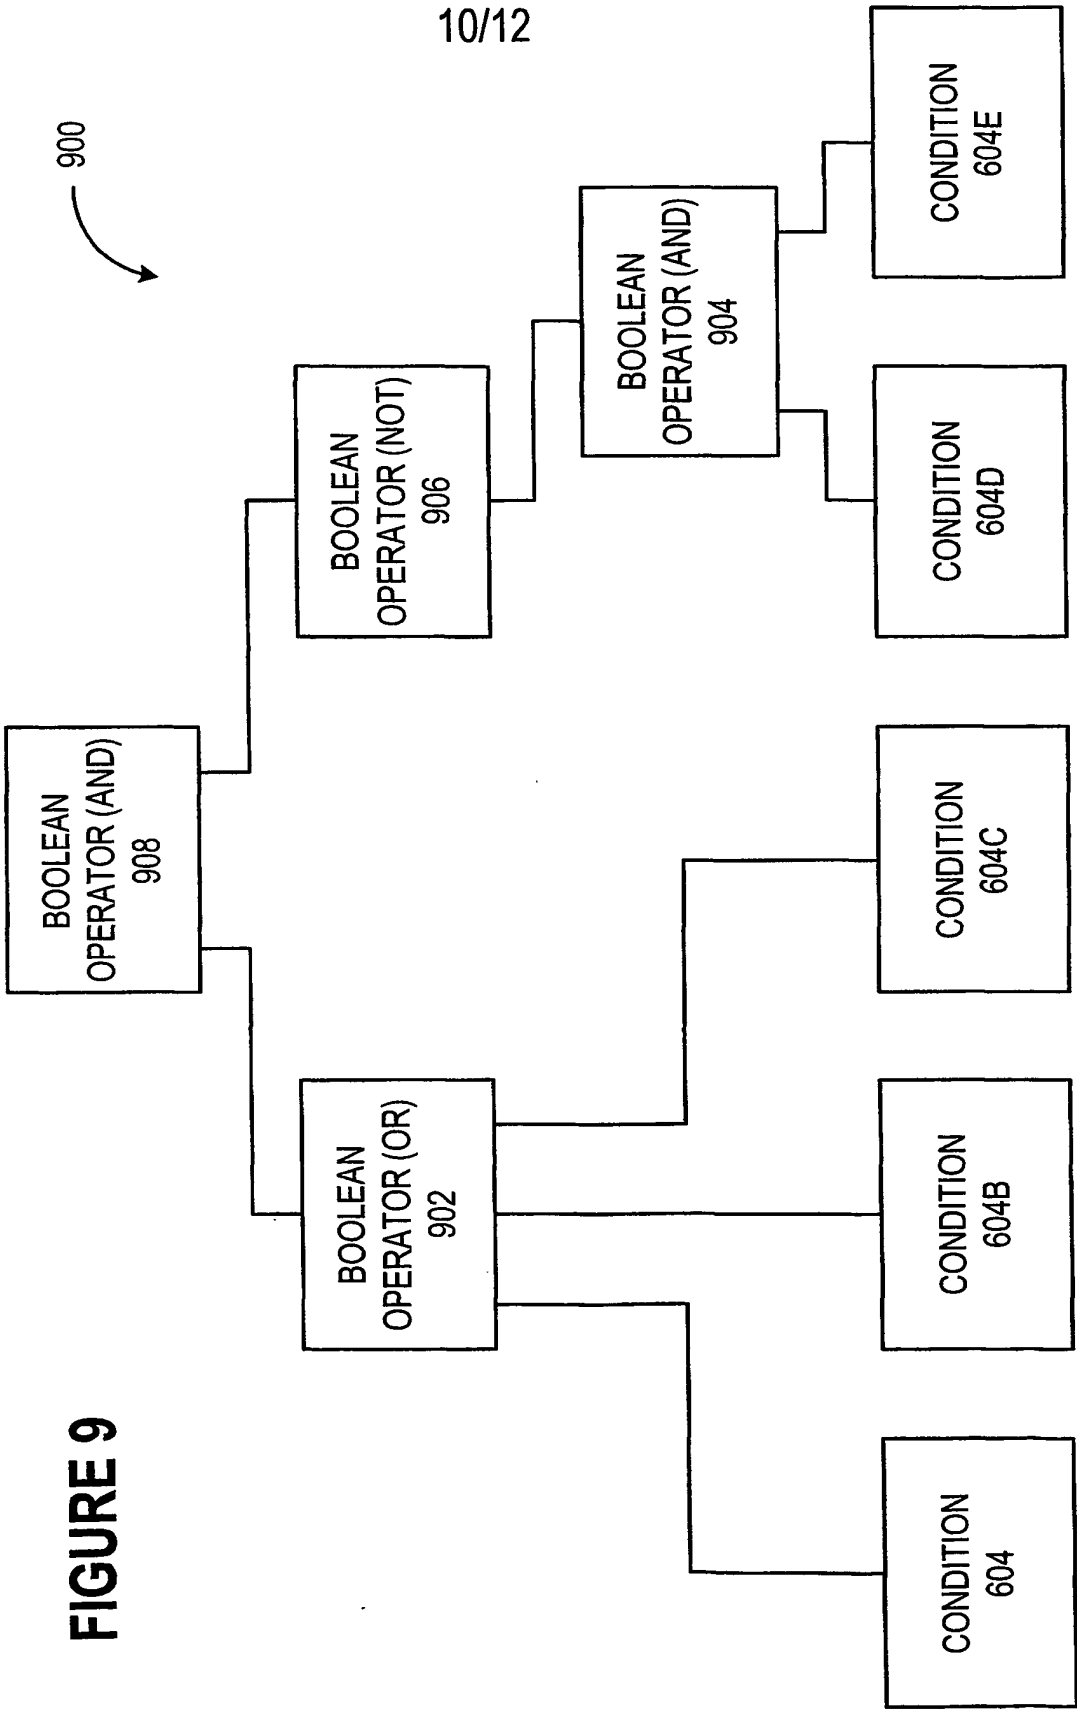 10/12
FIGURE 9
900
BOOLEAN
OPERATOR (AND)
908
BOOLEAN
OPERATOR (OR)
902
BOOLEAN
OPERATOR (NOT)
906
BOOLEAN
OPERATOR (AND)
904
CONDITION
604
CONDITION
604B
CONDITION
604C
CONDITION
604D
CONDITION
604E